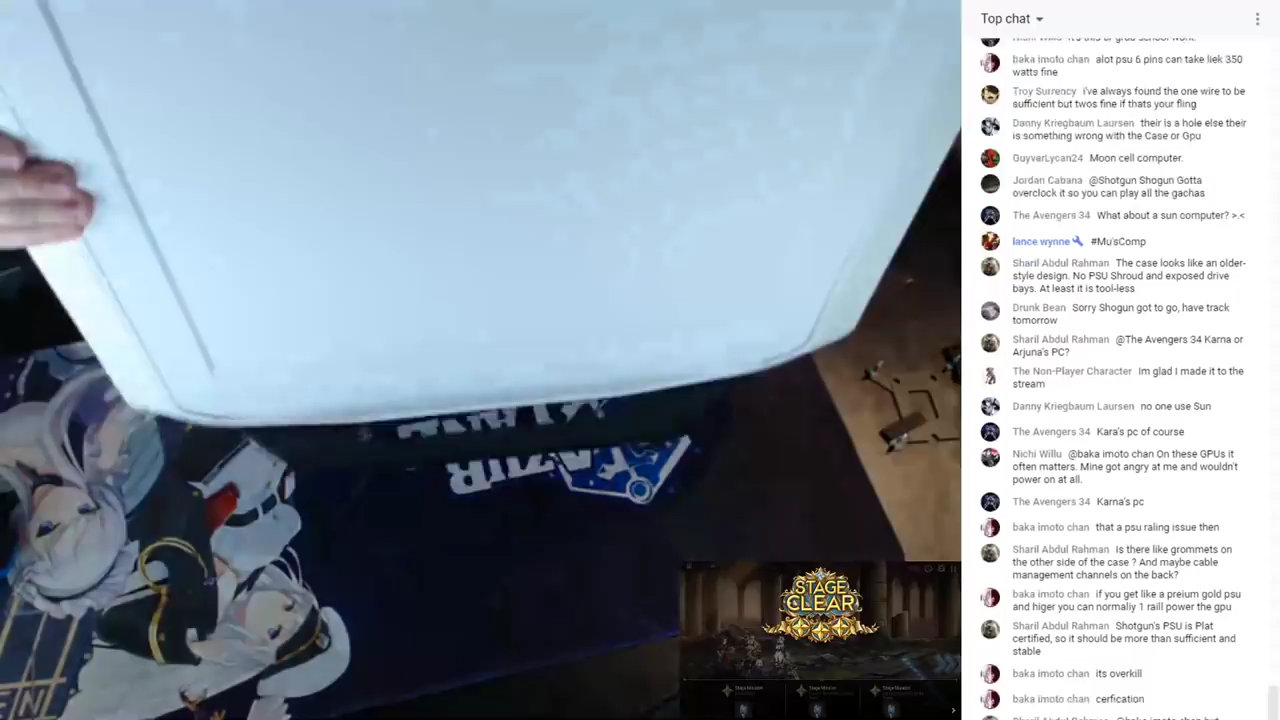 Top chat
baka imoto chan alot psu 6 pins can take liek 350
watts fine
Troy Surrency i've always found the one wire to be
sufficient but twos fine if thats your fling
Danny Kriegbaum Laursen their is a hole else their
is something wrong with the Case or Gpu
GuyverLycan24 Moon cell computer.
Jordan Cabana @Shotgun Shogun Gotta
overclock it so you can play all the gachas
The Avengers 34 What about a sun computer? >.<
lance wynne #Mu'sComp
Sharil Abdul Rahman The case looks like an older-
style design. No PSU Shroud and exposed drive
bays. At least it is tool-less
Drunk Bean Sorry Shogun got to go, have track
tomorrow
Sharil Abdul Rahman @The Avengers 34 Karna or
Arjuna's PC?
The Non-Player Character Im glad I made it to the
stream
Danny Kriegbaum Laursen no one use Sun
The Avengers 34 Kara's pc of course
Nichi Willu @baka imoto chan On these GPUs it
often matters. Mine got angry at me and wouldn't
power on at all.
The Avengers 34 Karna's pc
baka imoto chan that a psu raling issue then
Sharil Abdul Rahman Is there like grommets on
the other side of the case ? And maybe cable
management channels on the back?
baka imoto chan if you get like a preium gold psu
and higer you can normaliy 1 raill power the gpu
Sharil Abdul Rahman Shotgun's PSU is Plat
certified, so it should be more than sufficient and
stable
baka imoto chan its overkill
baka imoto chan cerfication
AZUR
STAGE
CLEAR